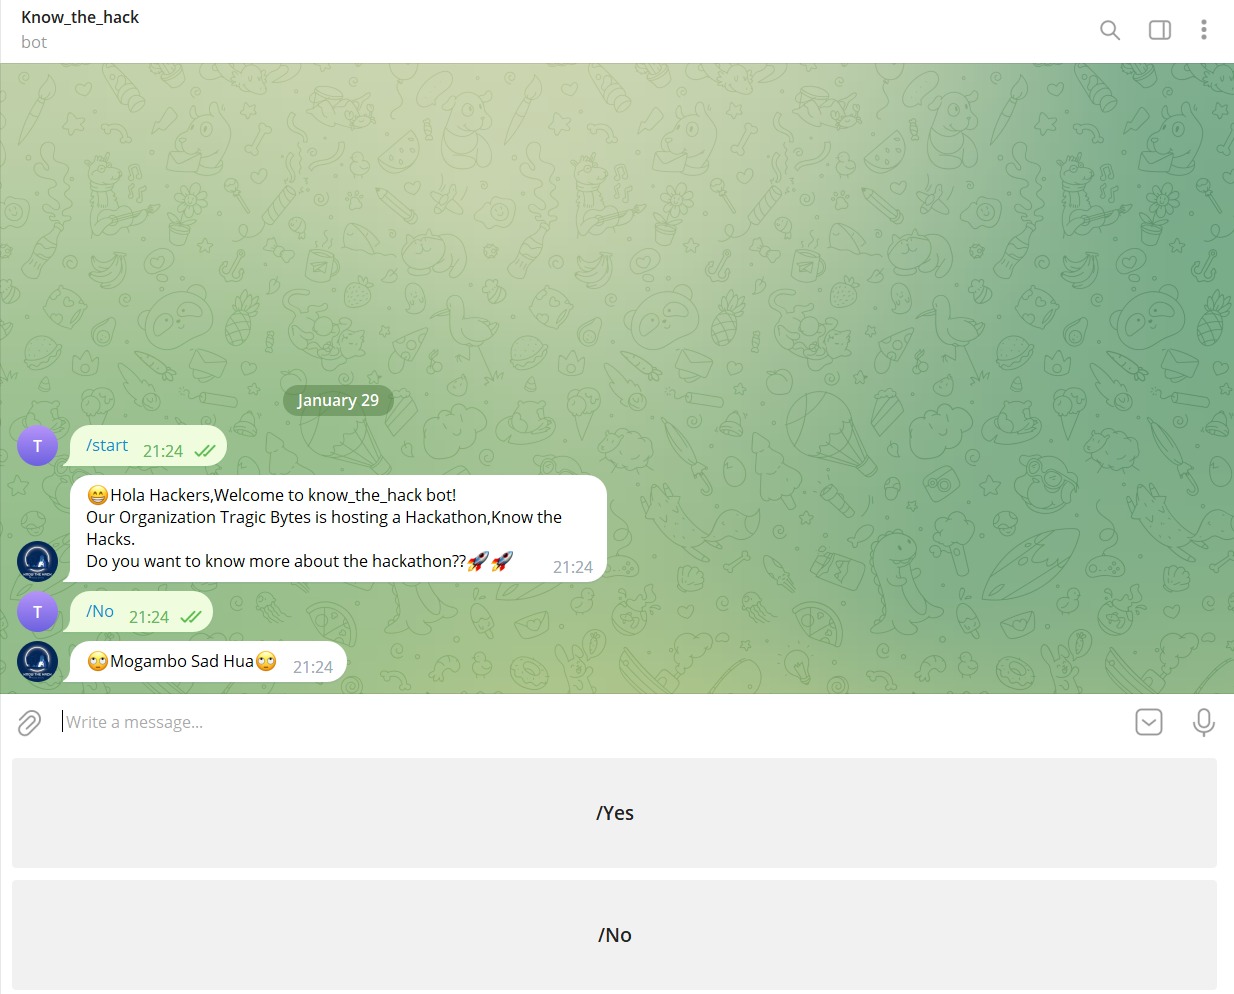 Know_the_hack
bot
January 29
T
/start 21:24
😁Hola Hackers,Welcome to know_the_hack bot!
Our Organization Tragic Bytes is hosting a Hackathon,Know the
Hacks.
Do you want to know more about the hackathon??🚀🚀 21:24
T
/No 21:24
🙄Mogambo Sad Hua🙄 21:24
Write a message...
/Yes
/No